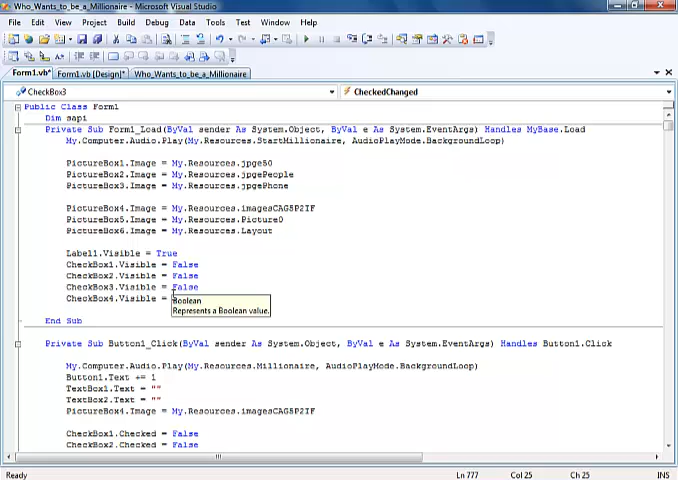 Who_Wants_to_be_a_Millionaire - Microsoft Visual Studio
File Edit View Project Build Debug Data Tools Test Window Help
Form1.vb* Form1.vb [Design]* Who_Wants_to_be_a_Millionaire
CheckBox3 CheckedChanged
Public Class Form1
Dim sapi
Private Sub Form1_Load(ByVal sender As System.Object, ByVal e As System.EventArgs) Handles MyBase.Load
My.Computer.Audio.Play(My.Resources.StartMillionaire, AudioPlayMode.BackgroundLoop)
PictureBox1.Image = My.Resources.jpge50
PictureBox2.Image = My.Resources.jpgePeople
PictureBox3.Image = My.Resources.jpgePhone
PictureBox4.Image = My.Resources.imagesCAG5P2IF
PictureBox5.Image = My.Resources.Picture0
PictureBox6.Image = My.Resources.Layout
Label1.Visible = True
CheckBox1.Visible = False
CheckBox2.Visible = False
CheckBox3.Visible = False
CheckBox4.Visible =
Boolean
Represents a Boolean value.
End Sub
Private Sub Button1_Click(ByVal sender As System.Object, ByVal e As System.EventArgs) Handles Button1.Click
My.Computer.Audio.Play(My.Resources.Millionaire, AudioPlayMode.BackgroundLoop)
Button1.Text += 1
TextBox1.Text = ""
TextBox2.Text = ""
PictureBox4.Image = My.Resources.imagesCAG5P2IF
CheckBox1.Checked = False
CheckBox2.Checked = False
Ready Ln 777 Col 25 Ch 25 INS